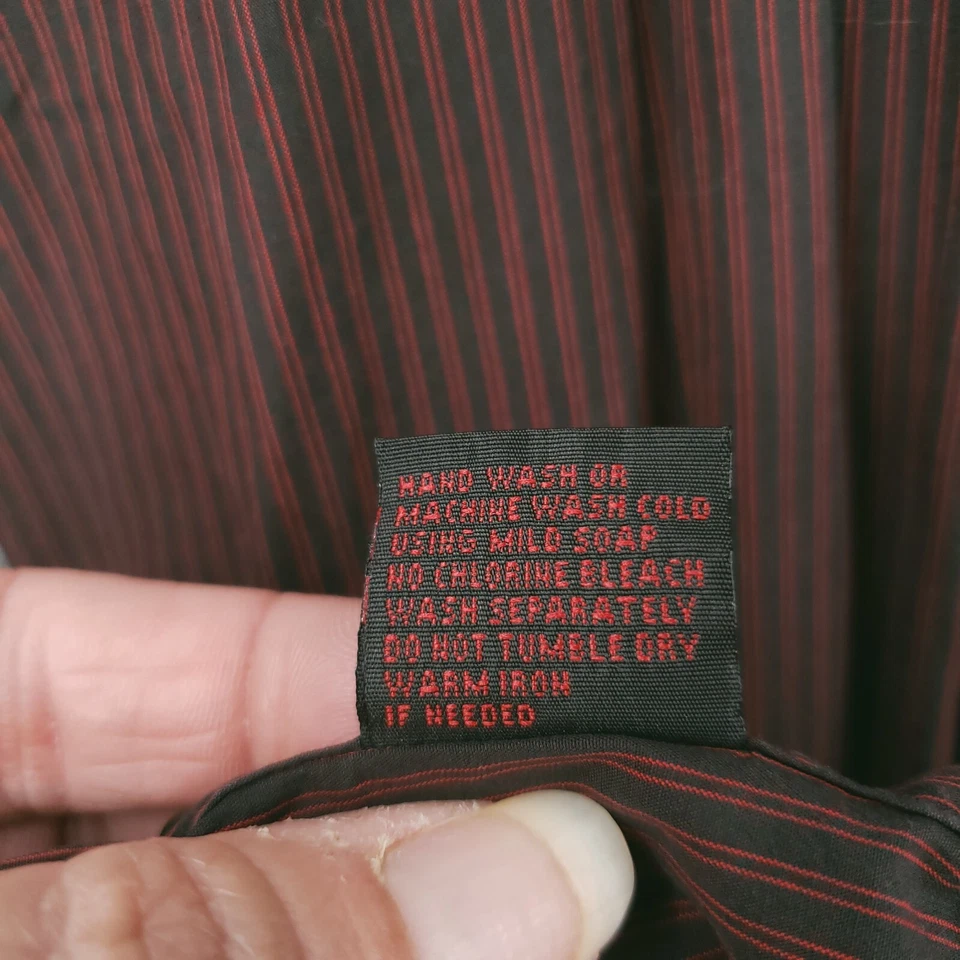 HAND WASH OR
MACHINE WASH COLD
USING MILD SOAP
NO CHLORINE BLEACH
WASH SEPARATELY
DO NOT TUMBLE DRY
WARM IRON
IF NEEDED